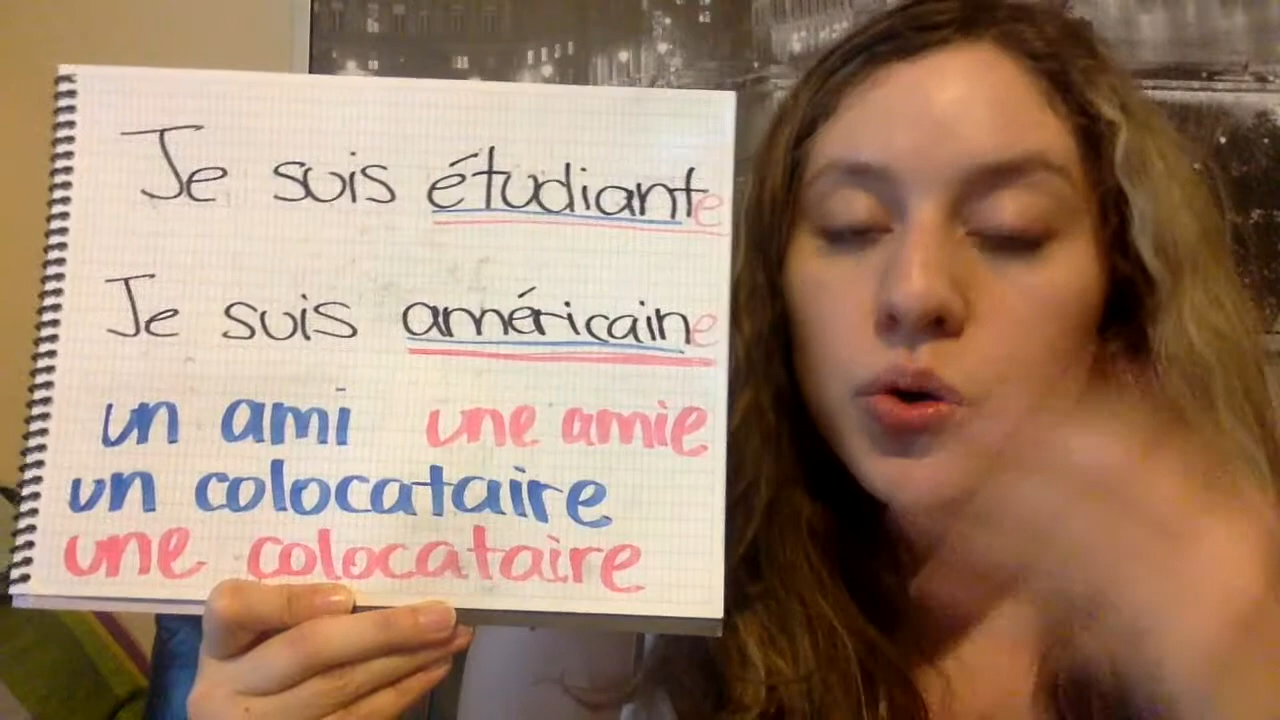 Je suis étudiante
Je suis américaine
un ami une amie
un colocataire
une colocataire